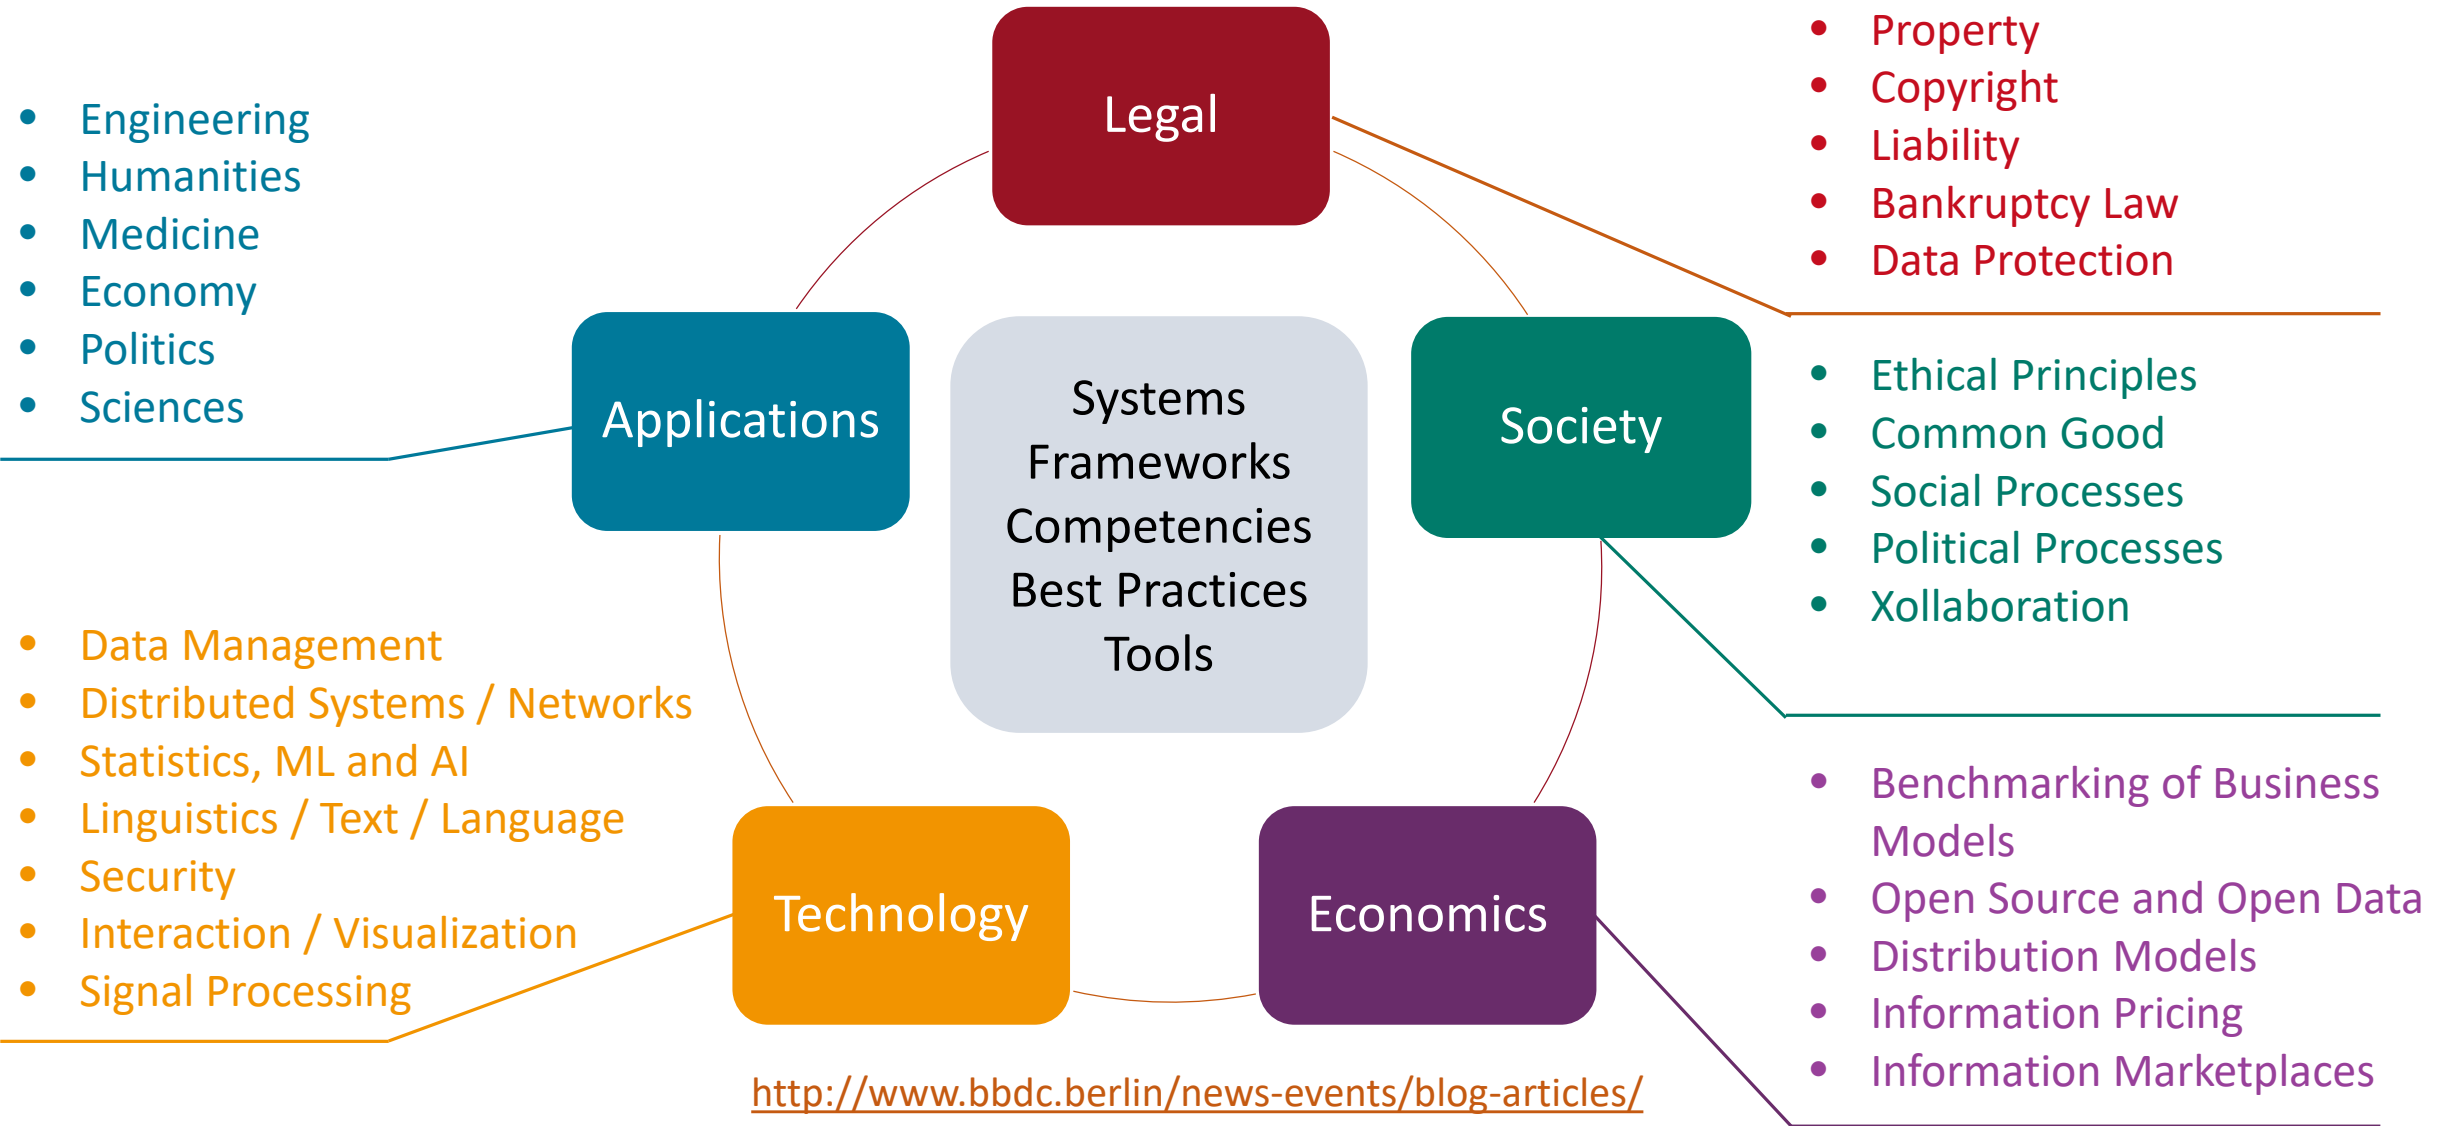 Legal
• Property
• Copyright
• Liability
• Bankruptcy Law
• Data Protection
• Engineering
• Humanities
• Medicine
• Economy
• Politics
• Sciences
Applications
Systems
Frameworks
Competencies
Best Practices
Tools
Society
• Ethical Principles
• Common Good
• Social Processes
• Political Processes
• Xollaboration
• Data Management
• Distributed Systems / Networks
• Statistics, ML and AI
• Linguistics / Text / Language
• Security
• Interaction / Visualization
• Signal Processing
Technology
Economics
• Benchmarking of Business
Models
• Open Source and Open Data
• Distribution Models
• Information Pricing
• Information Marketplaces
http://www.bbdc.berlin/news-events/blog-articles/